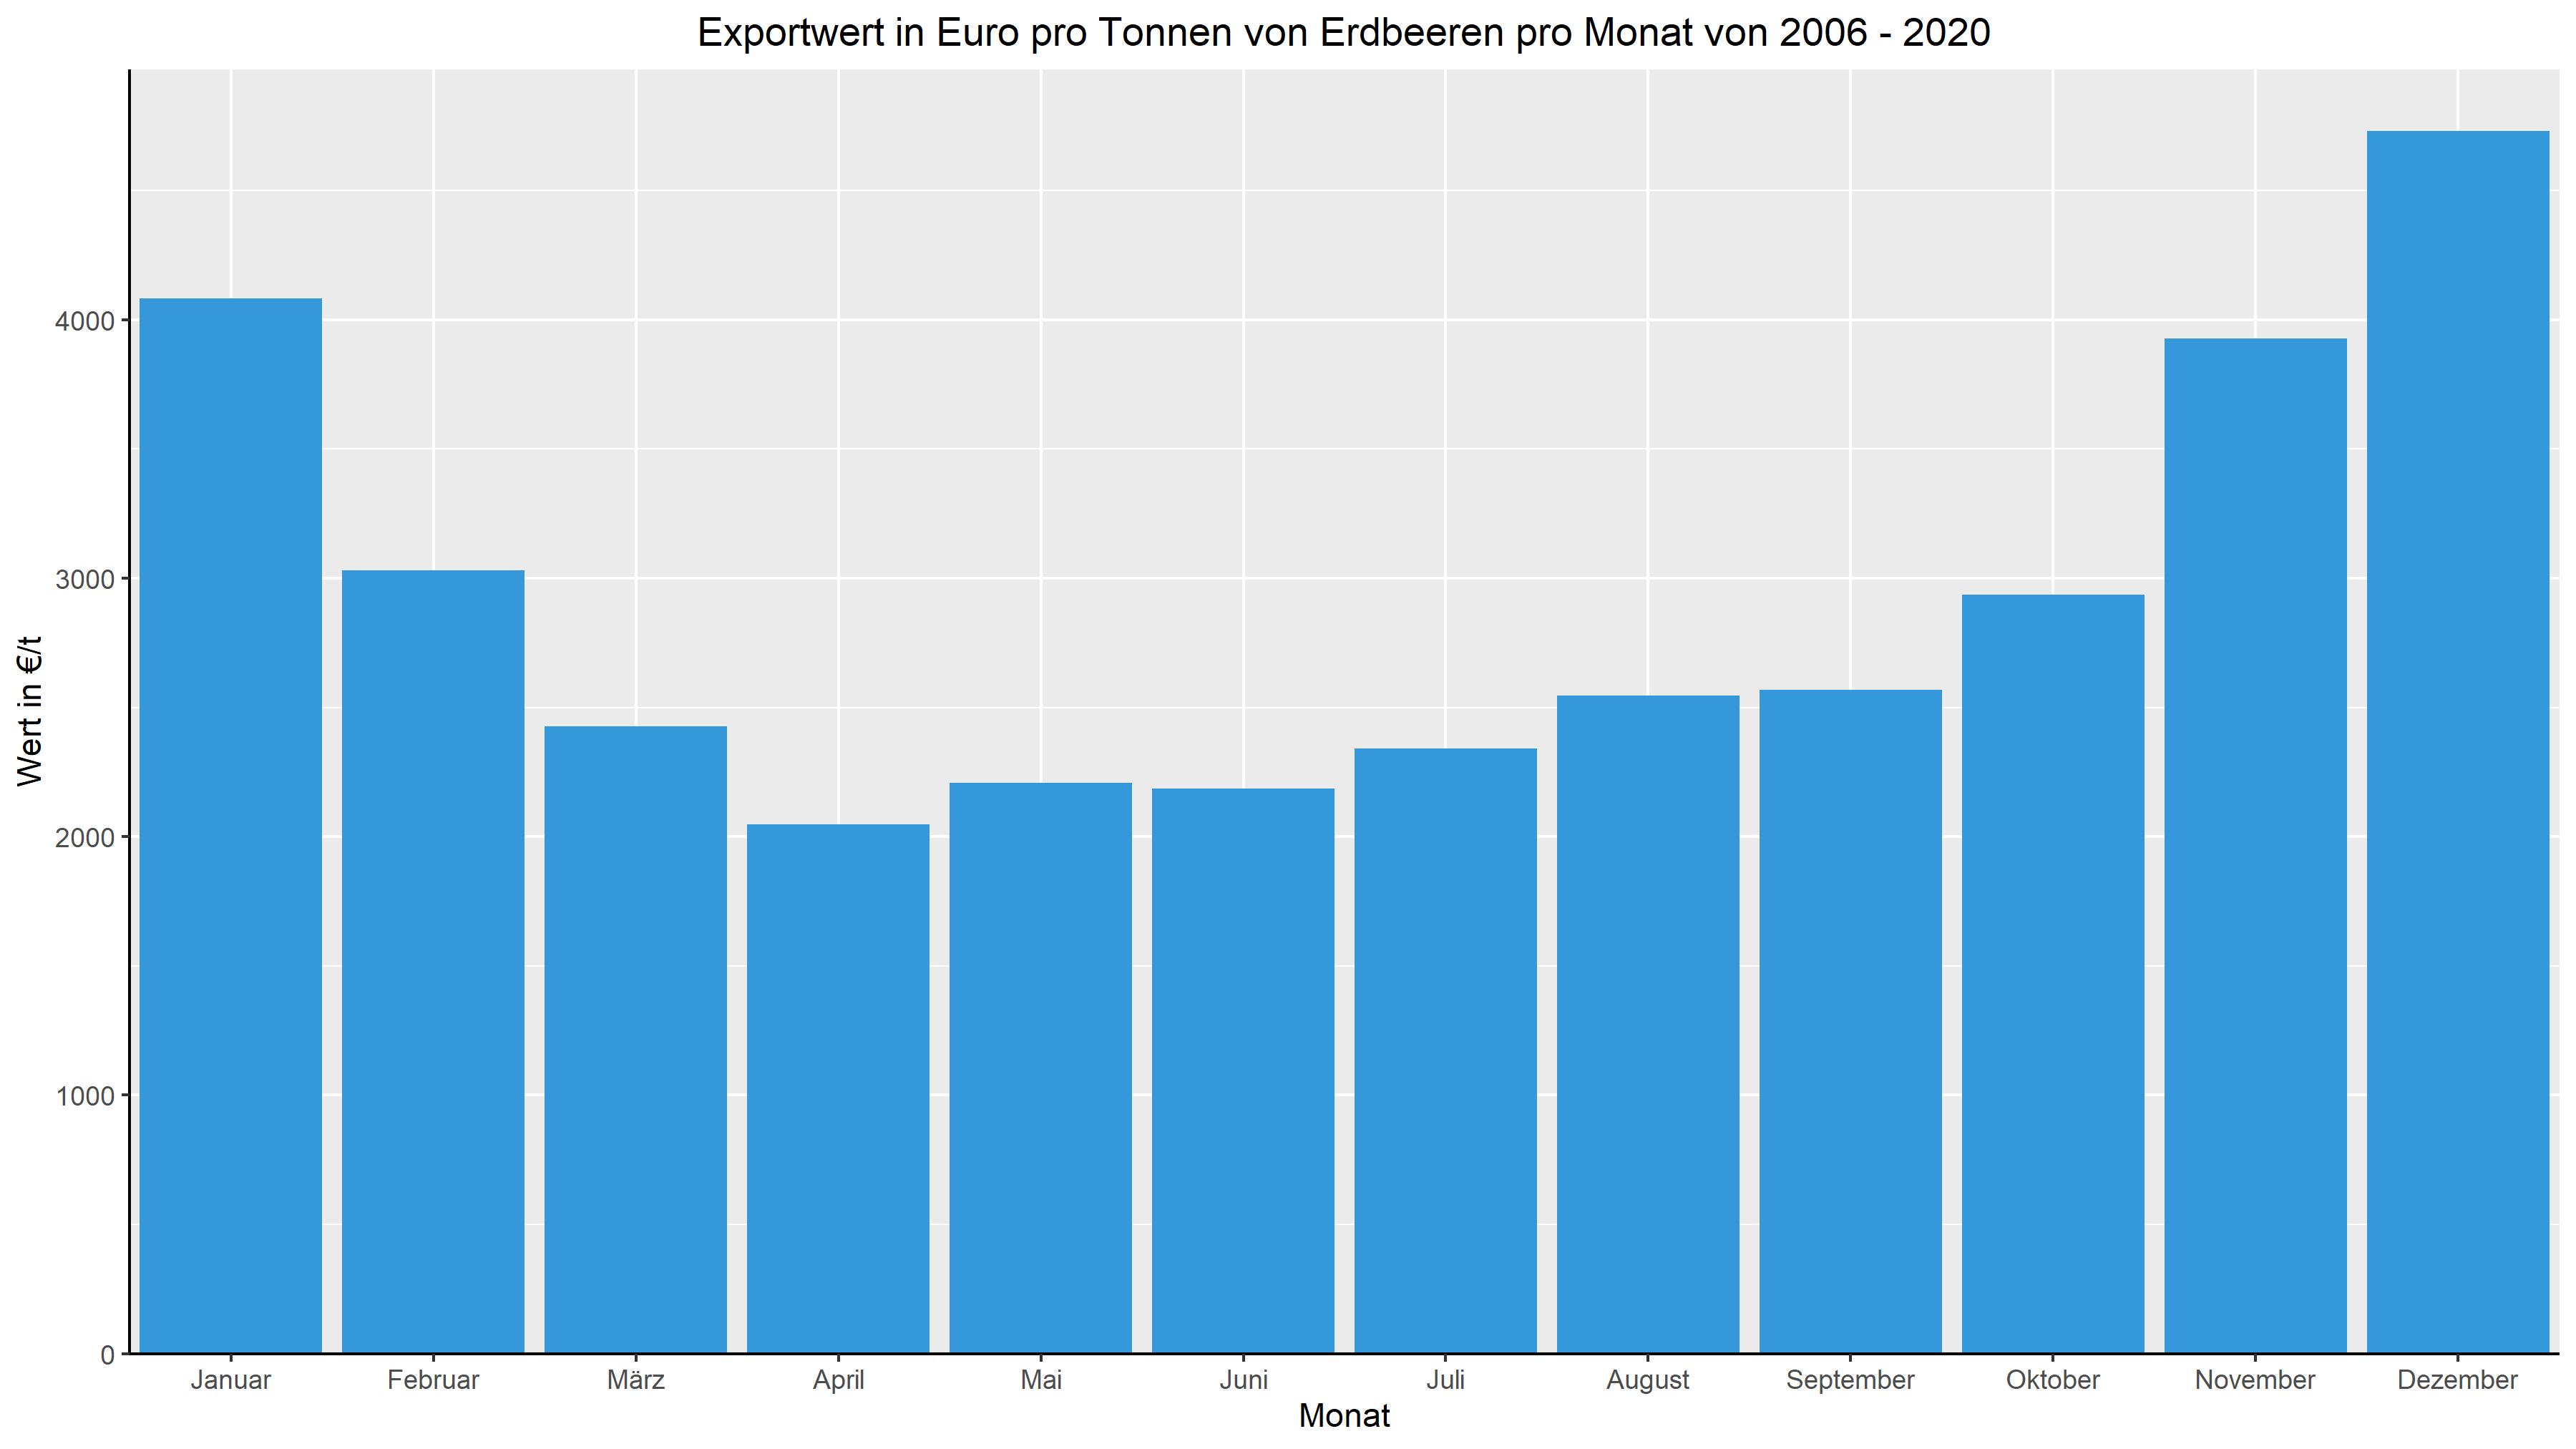 Exportwert in Euro pro Tonnen von Erdbeeren pro Monat von 2006 - 2020
Wert in €/t
4000
3000
2000
1000
0
Januar Februar März April Mai Juni Juli August September Oktober November Dezember
Monat